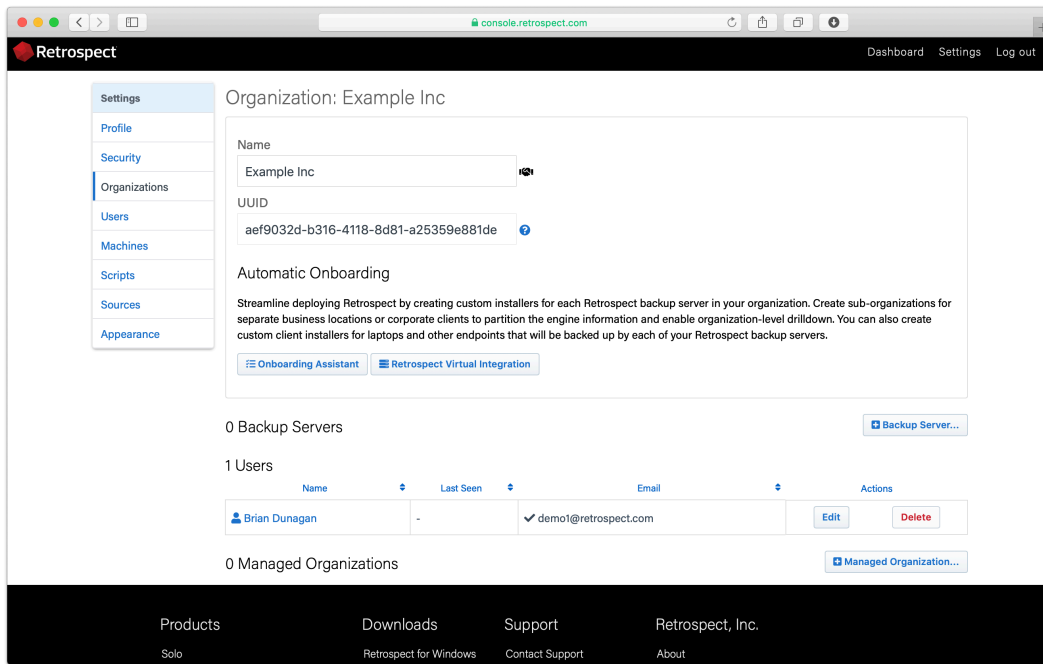 console.retrospect.com
Retrospect
Dashboard Settings Log out
Settings
Profile
Security
Organizations
Users
Machines
Scripts
Sources
Appearance
Organization: Example Inc
Name
Example Inc
UUID
aef9032d-b316-4118-8d81-a25359e881de
Automatic Onboarding
Streamline deploying Retrospect by creating custom installers for each Retrospect backup server in your organization. Create sub-organizations for
separate business locations or corporate clients to partition the engine information and enable organization-level drilldown. You can also create
custom client installers for laptops and other endpoints that will be backed up by each of your Retrospect backup servers.
Onboarding Assistant Retrospect Virtual Integration
0 Backup Servers Backup Server...
1 Users
Name Last Seen Email Actions
Brian Dunagan - demo1@retrospect.com Edit Delete
0 Managed Organizations Managed Organization...
Products Downloads Support Retrospect, Inc.
Solo Retrospect for Windows Contact Support About